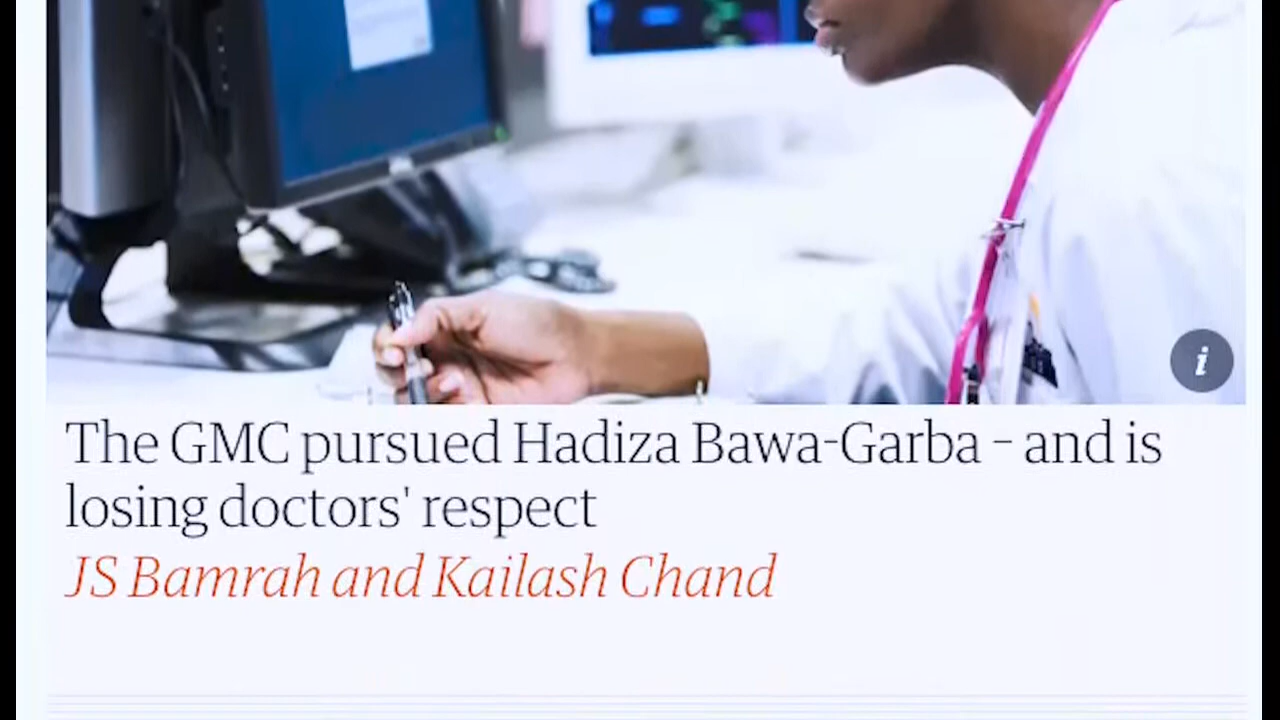 i
The GMC pursued Hadiza Bawa-Garba – and is
losing doctors' respect
JS Bamrah and Kailash Chand